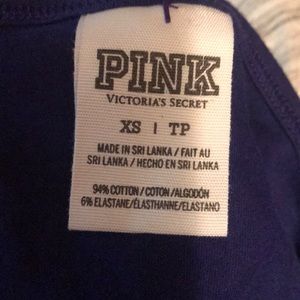 PINK
VICTORIA'S SECRET
XS | TP
MADE IN SRI LANKA / FAIT AU
SRI LANKA / HECHO EN SRI LANKA
94% COTTON / COTON / ALGODÓN
6% ELASTANE/ÉLASTHANNE/ELASTANO